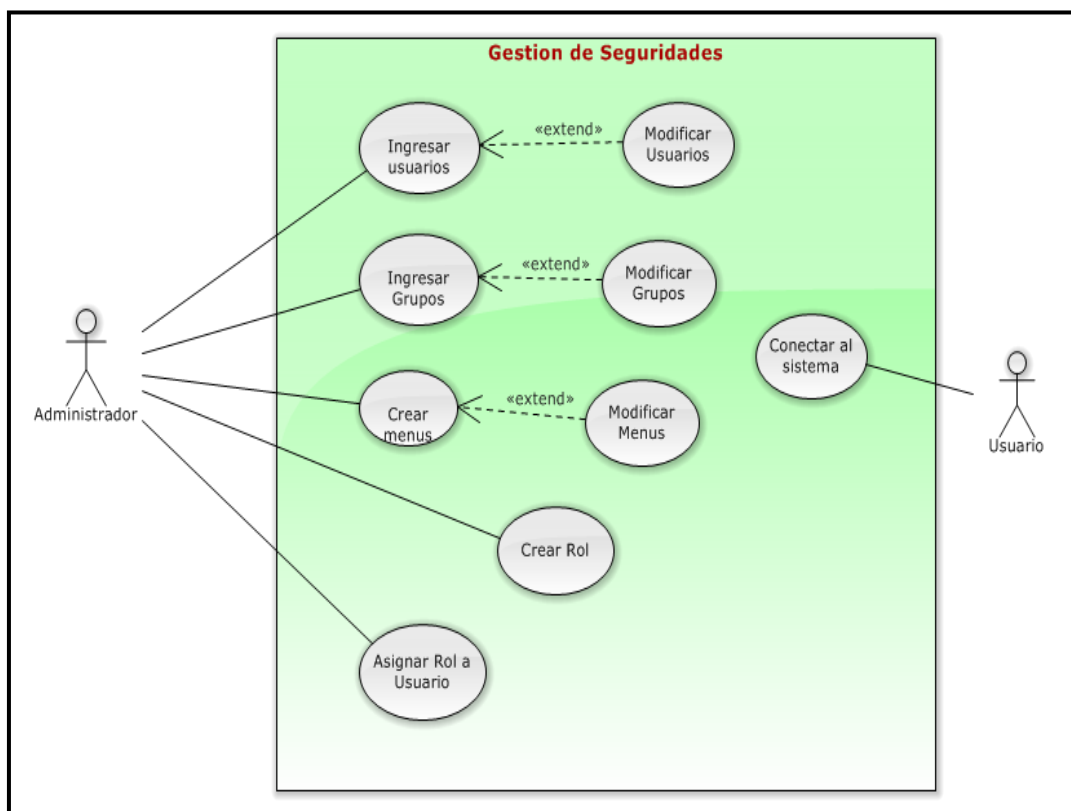 Gestion de Seguridades
Ingresar
usuarios
«extend»
Modificar
Usuarios
Ingresar
Grupos
«extend»
Modificar
Grupos
Conectar al
sistema
Crear
menus
«extend»
Modificar
Menus
Administrador
Usuario
Crear Rol
Asignar Rol a
Usuario